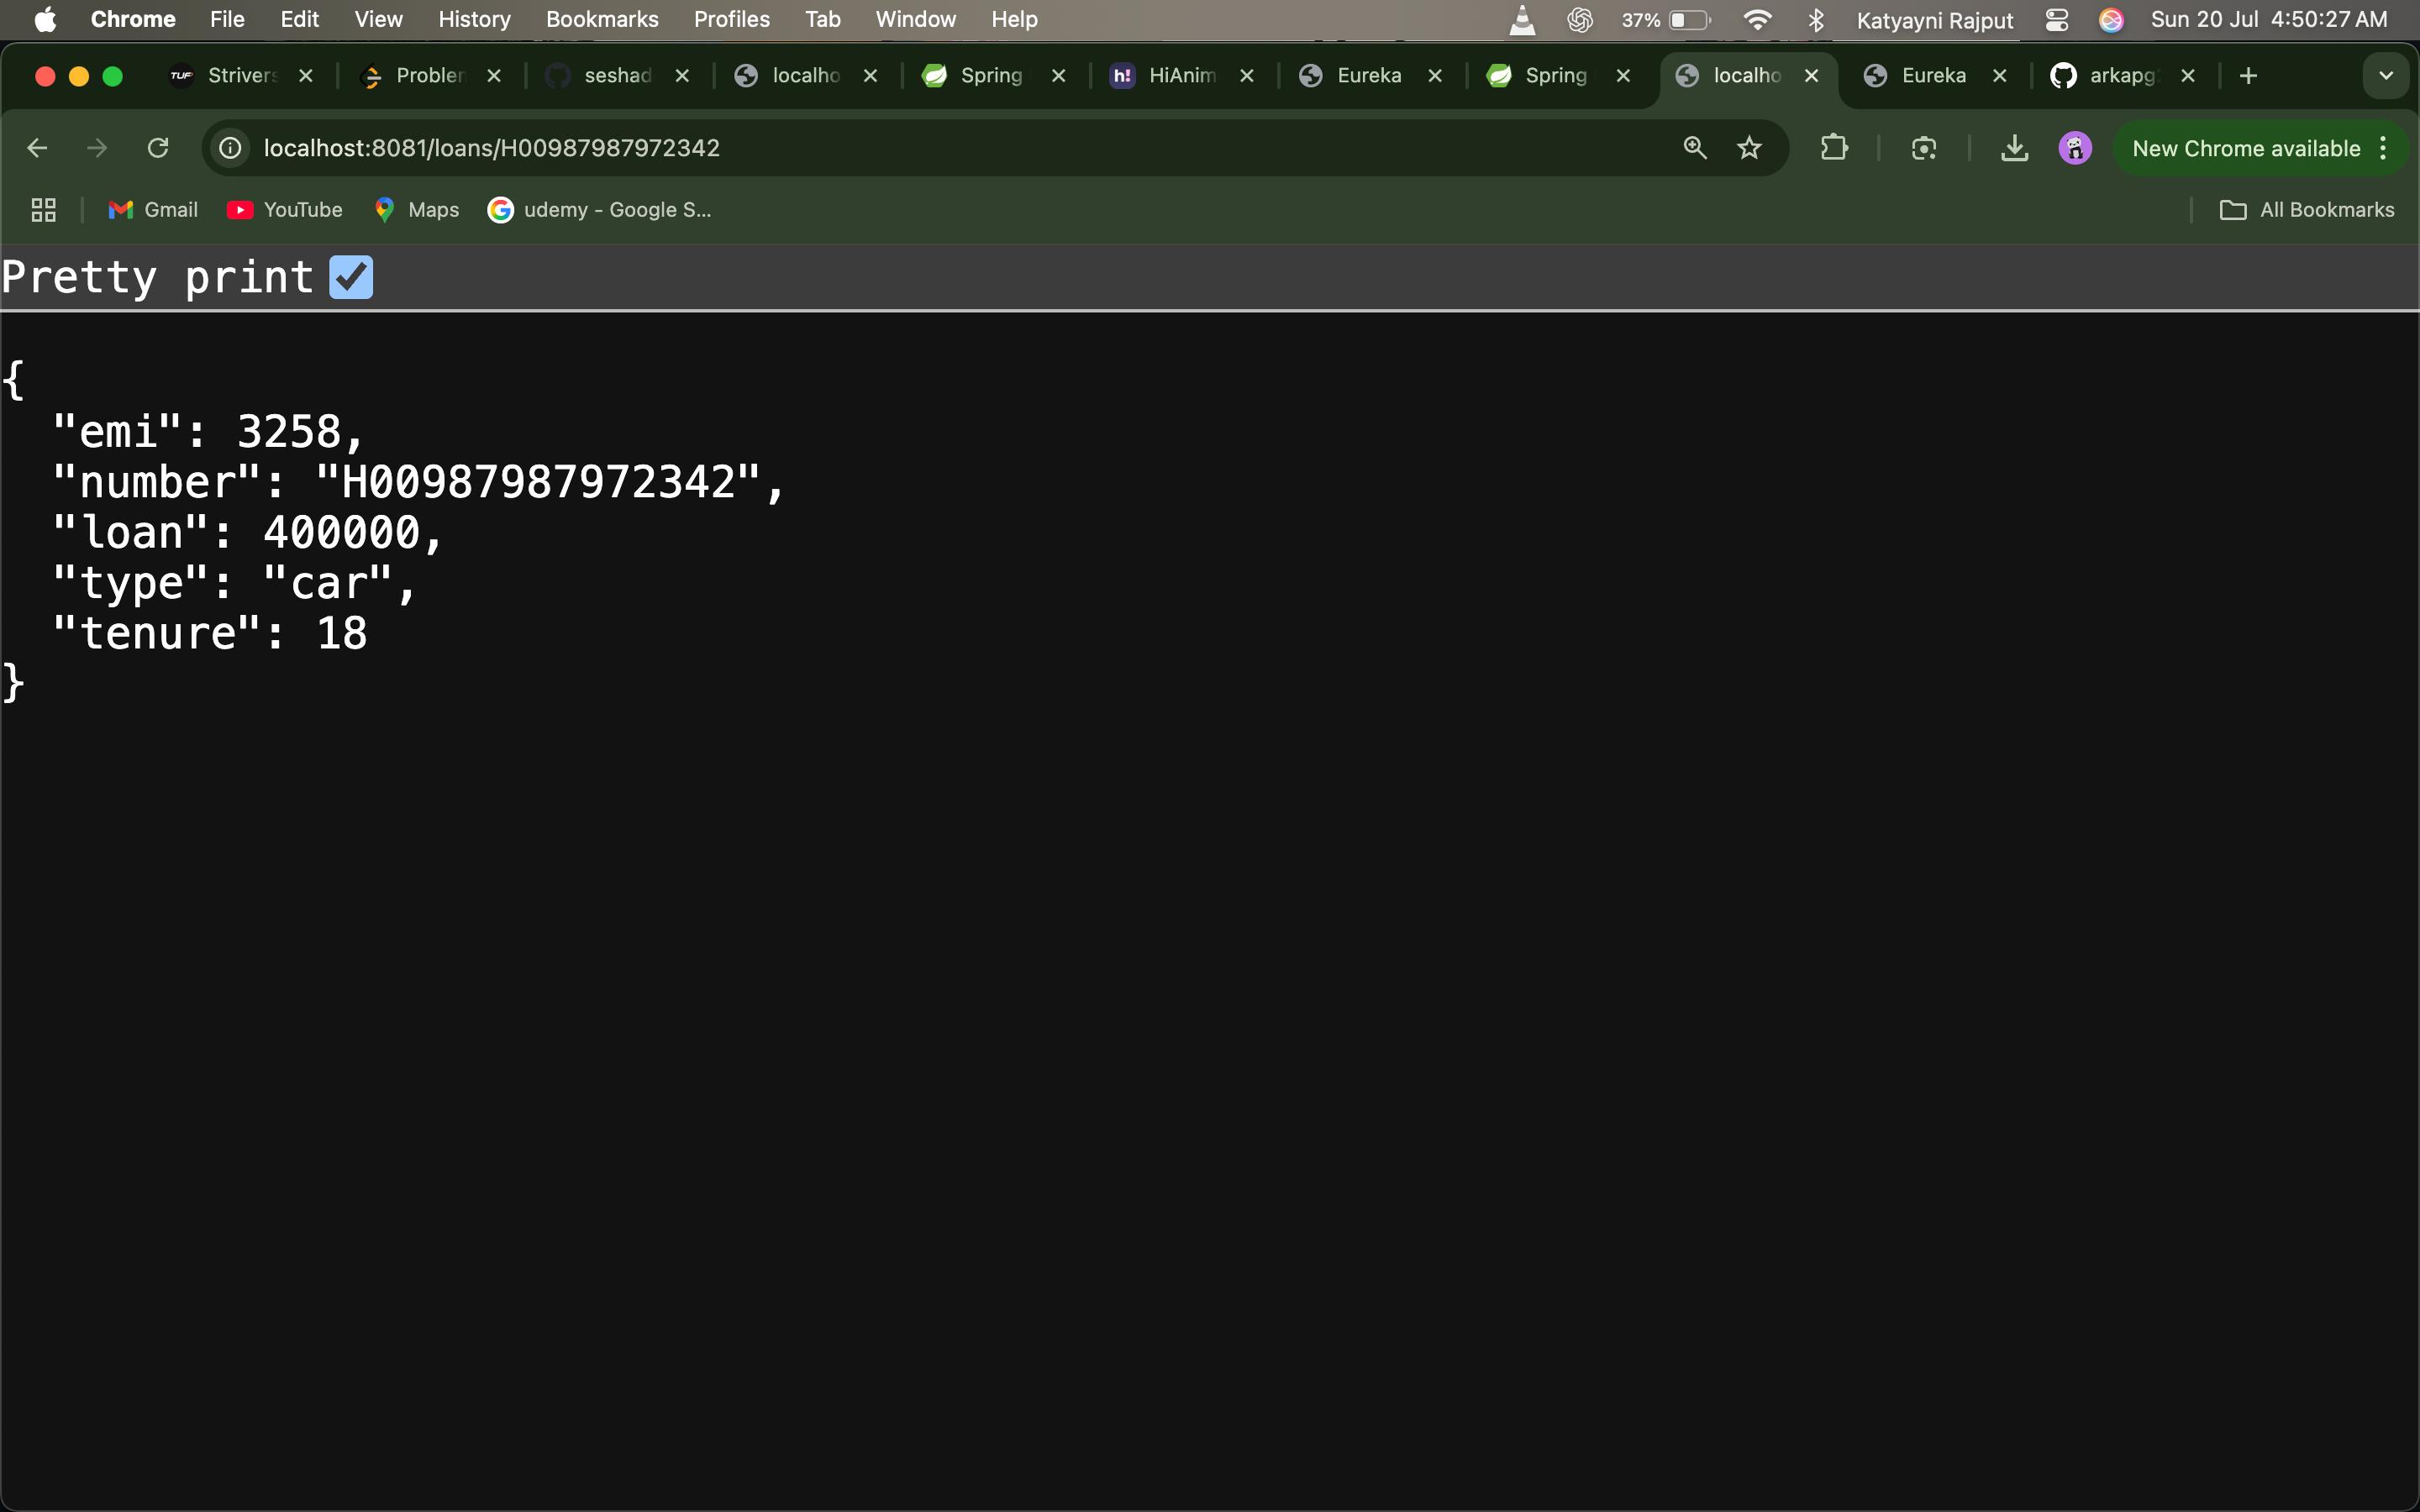 Chrome File Edit View History Bookmarks Profiles Tab Window Help 37% Katyayni Rajput Sun 20 Jul 4:50:27 AM
TUF Strivers Problem seshad localho Spring h! HiAnim Eureka Spring localho Eureka arkapg
localhost:8081/loans/H00987987972342 New Chrome available
Gmail YouTube Maps udemy - Google S... All Bookmarks
Pretty print
{
"emi": 3258,
"number": "H00987987972342",
"loan": 400000,
"type": "car",
"tenure": 18
}